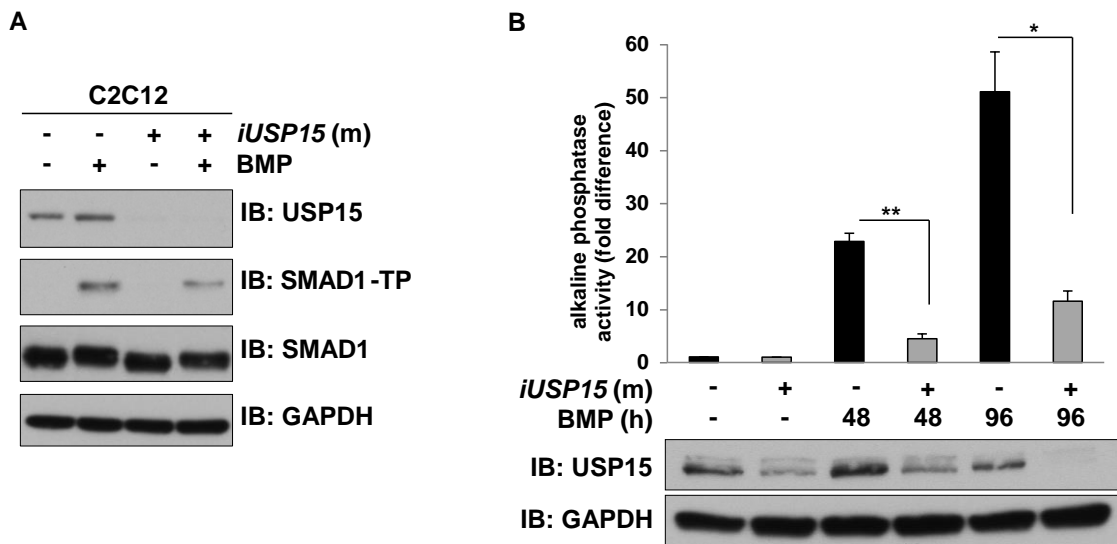 A
C2C12
- - + + iUSP15 (m)
- + - + BMP
IB: USP15
IB: SMAD1-TP
IB: SMAD1
IB: GAPDH
B
alkaline phosphatase
activity (fold difference)
60
50
40
30
20
10
0
**
*
iUSP15 (m) - + - + - +
BMP (h) - - 48 48 96 96
IB: USP15
IB: GAPDH